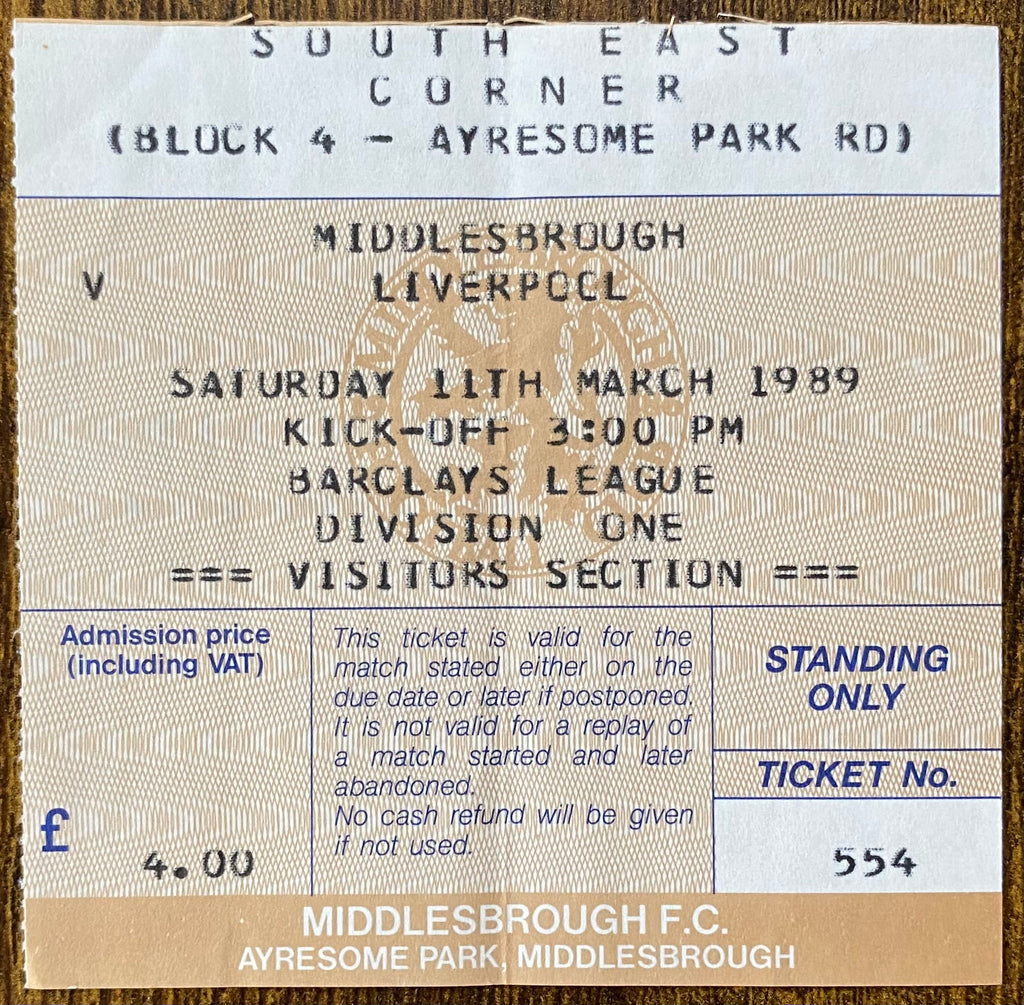 SOUTH EAST
CORNER
(BLOCK 4 - AYRESOME PARK RD)
MIDDLESBROUGH
V LIVERPOOL
SATURDAY 11TH MARCH 1989
KICK-OFF 3:00 PM
BARCLAYS LEAGUE
DIVISION ONE
=== VISITORS SECTION ===
Admission price
(including VAT)
£ 4.00
This ticket is valid for the
match stated either on the
due date or later if postponed.
It is not valid for a replay of
a match started and later
abandoned.
No cash refund will be given
if not used.
STANDING
ONLY
TICKET No.
554
MIDDLESBROUGH F.C.
AYRESOME PARK, MIDDLESBROUGH